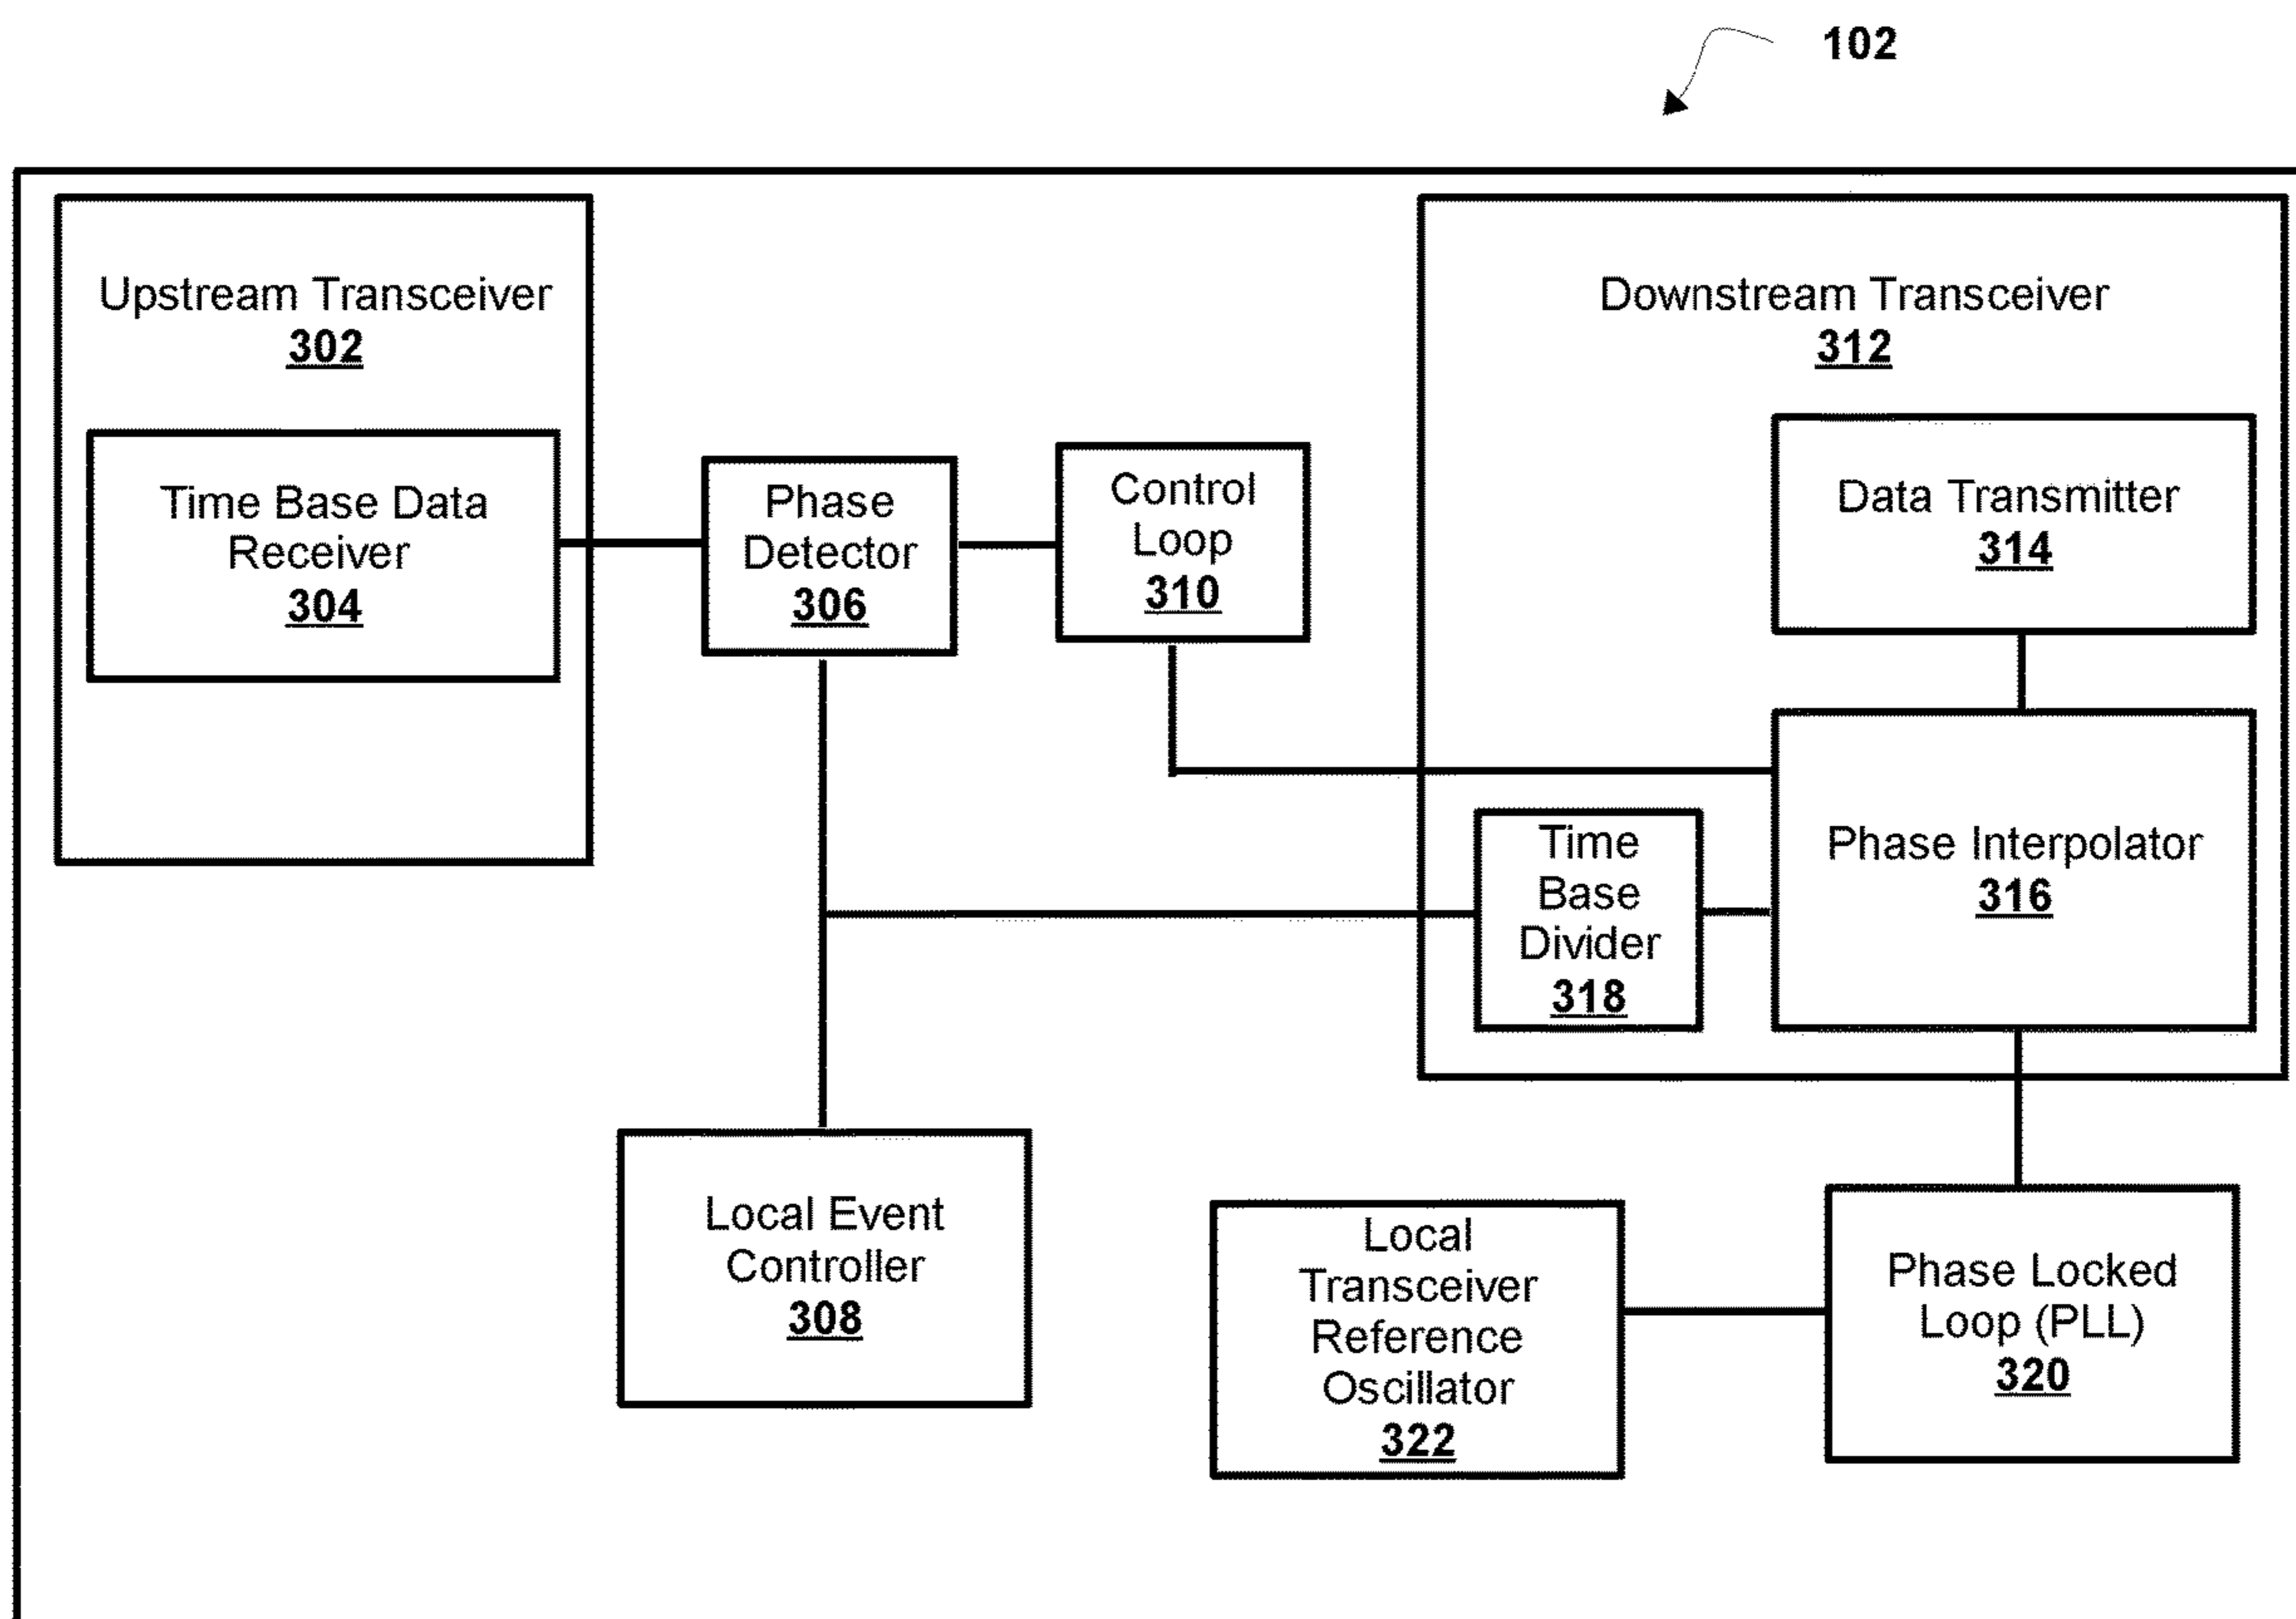 102
Upstream Transceiver
302
Time Base Data
Receiver
304
Phase
Detector
306
Control
Loop
310
Downstream Transceiver
312
Data Transmitter
314
Phase Interpolator
316
Time
Base
Divider
318
Local Event
Controller
308
Local
Transceiver
Reference
Oscillator
322
Phase Locked
Loop (PLL)
320